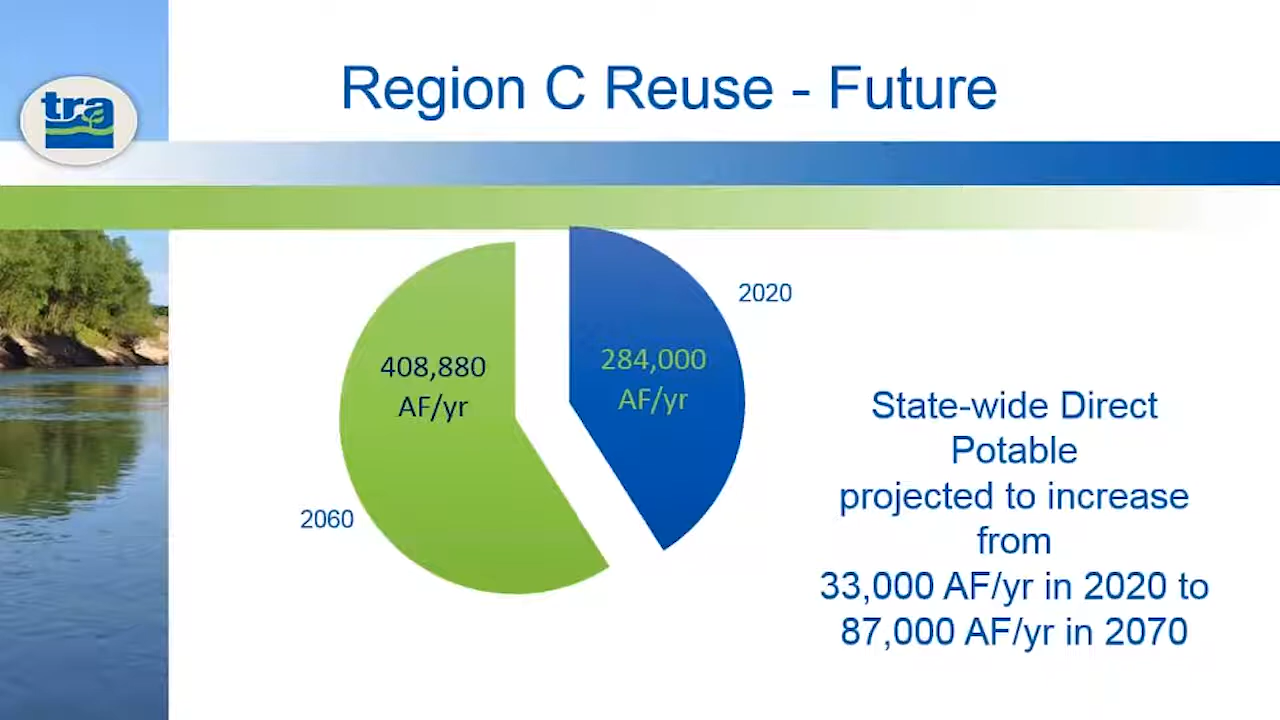 tra
Region C Reuse - Future
2020
408,880
AF/yr
284,000
AF/yr
2060
State-wide Direct
Potable
projected to increase
from
33,000 AF/yr in 2020 to
87,000 AF/yr in 2070